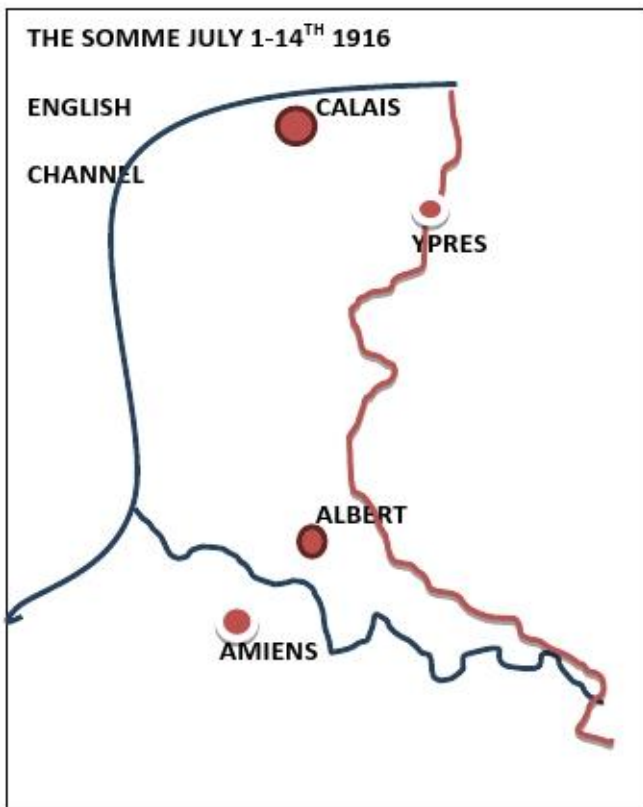 THE SOMME JULY 1-14TH 1916
ENGLISH
CALAIS
CHANNEL
YPRES
ALBERT
AMIENS